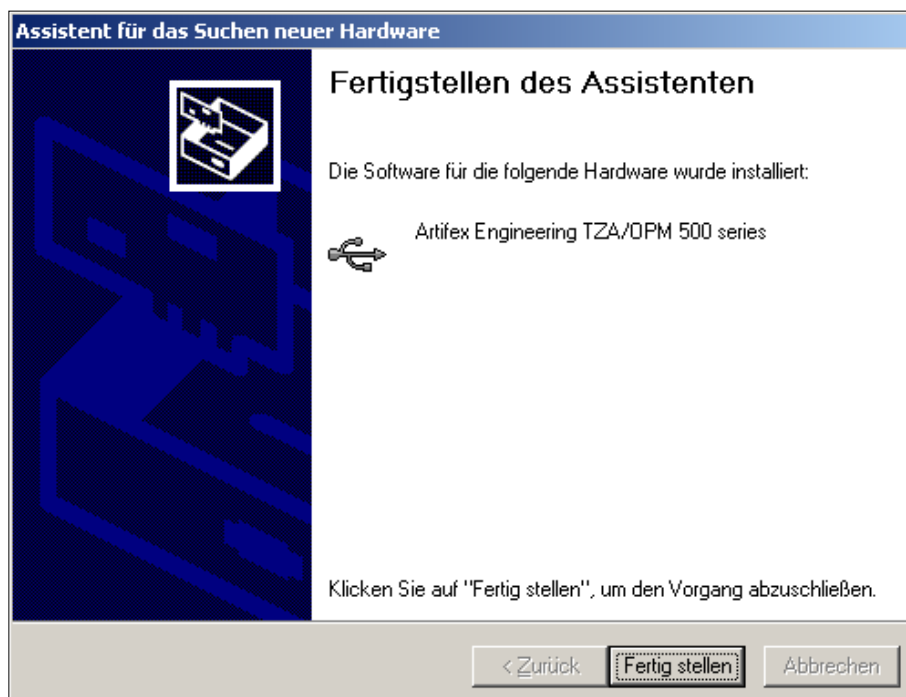 Assistent für das Suchen neuer Hardware
Fertigstellen des Assistenten
Die Software für die folgende Hardware wurde installiert:
Artifex Engineering TZA/OPM 500 series
Klicken Sie auf "Fertig stellen", um den Vorgang abzuschließen.
< Zurück
Fertig stellen
Abbrechen